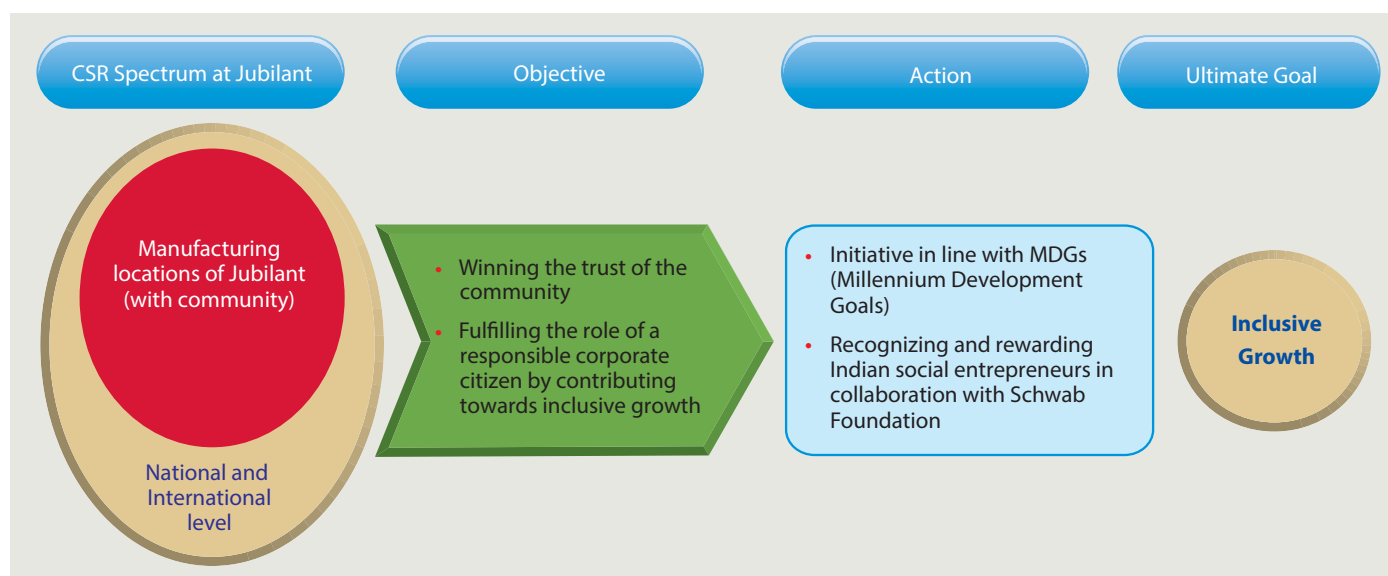 CSR Spectrum at Jubilant
Objective
Action
Ultimate Goal
Manufacturing
locations of Jubilant
(with community)
National and
International
level
• Winning the trust of the
community
• Fulfilling the role of a
responsible corporate
citizen by contributing
towards inclusive growth
• Initiative in line with MDGs
(Millennium Development
Goals)
• Recognizing and rewarding
Indian social entrepreneurs in
collaboration with Schwab
Foundation
Inclusive
Growth